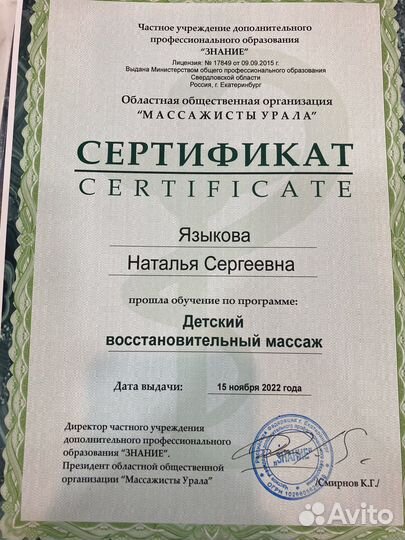 Частное учреждение дополнительного
профессионального образования
"ЗНАНИЕ"
Лицензия: № 17849 от 09.09.2015 г.
Выдана Министерством общего профессионального образования
Свердловской области
Россия, г. Екатеринбург
Областная общественная организация
"МАССАЖИСТЫ УРАЛА"
СЕРТИФИКАТ
CERTIFICATE
Языкова
Наталья Сергеевна
прошла обучение по программе:
Детский
восстановительный массаж
Дата выдачи: 15 ноября 2022 года
Директор частного учреждения
дополнительного профессионального
образования "ЗНАНИЕ".
Президент областной общественной
организации "Массажисты Урала"
"ЗНАНИЕ"
/Смирнов К.Г./
Avito